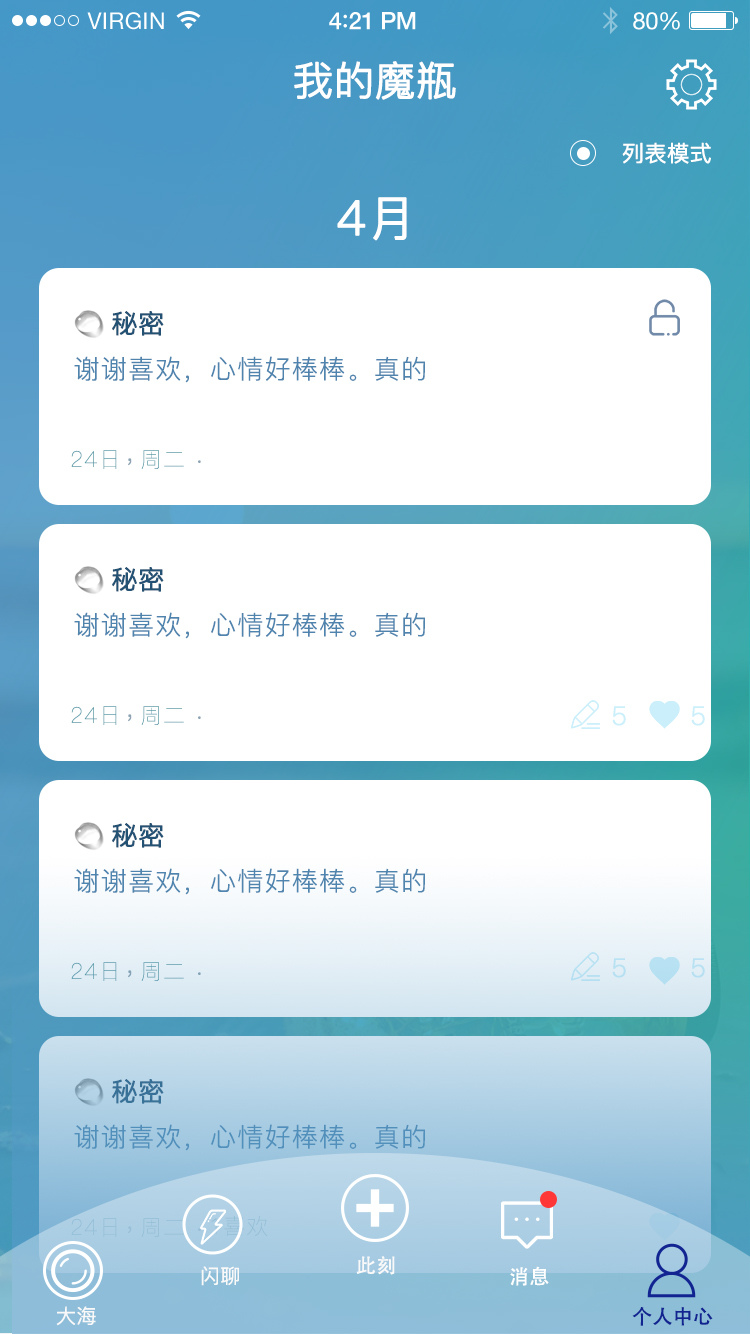 VIRGIN 4:21 PM 80%
我的魔瓶
列表模式
4月
秘密
谢谢喜欢，心情好棒棒。真的
24日，周二 ·
秘密
谢谢喜欢，心情好棒棒。真的
24日，周二 · 5 5
秘密
谢谢喜欢，心情好棒棒。真的
24日，周二 · 5 5
秘密
谢谢喜欢，心情好棒棒。真的
24日，周二 喜欢
此刻
闪聊 消息
大海 个人中心